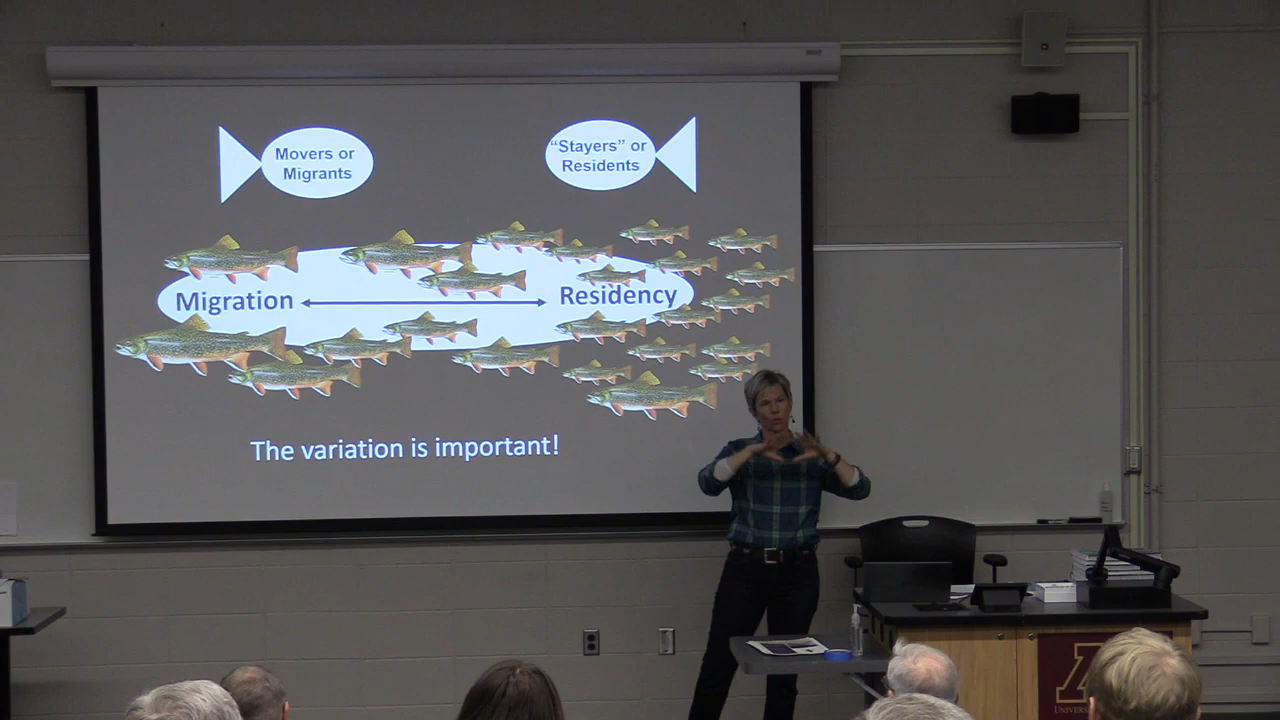 Movers or
Migrants
“Stayers” or
Residents
Migration
Residency
The variation is important!